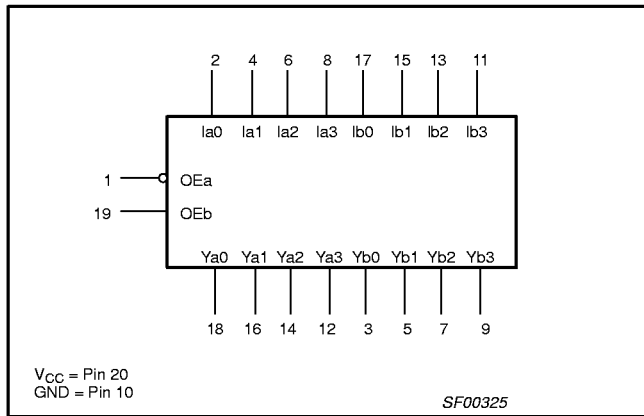 2 4 6 8 17 15 13 11
Ia0 Ia1 Ia2 Ia3 Ib0 Ib1 Ib2 Ib3
1 OEa
19 OEb
Ya0 Ya1 Ya2 Ya3 Yb0 Yb1 Yb2 Yb3
18 16 14 12 3 5 7 9
VCC = Pin 20
GND = Pin 10
SF00325